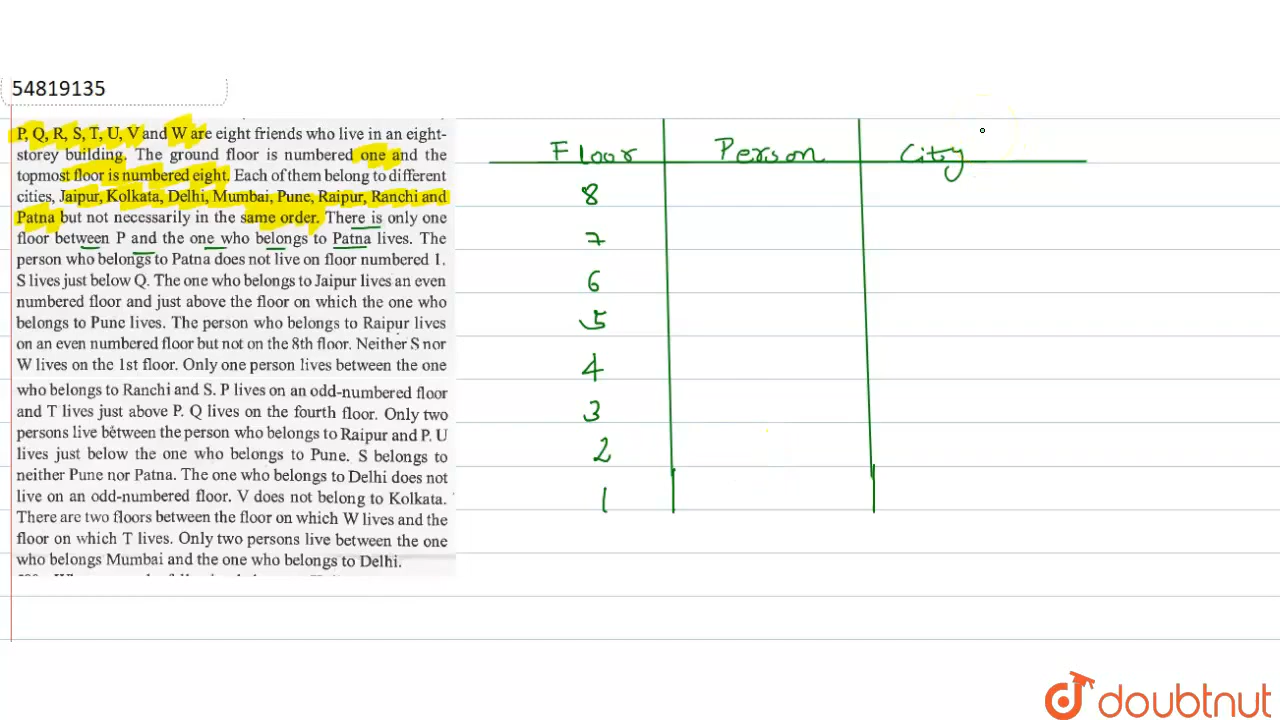 54819135
P, Q, R, S, T, U, V and W are eight friends who live in an eight-
storey building. The ground floor is numbered one and the
topmost floor is numbered eight. Each of them belong to different
cities, Jaipur, Kolkata, Delhi, Mumbai, Pune, Raipur, Ranchi and
Patna but not necessarily in the same order. There is only one
floor between P and the one who belongs to Patna lives. The
person who belongs to Patna does not live on floor numbered 1.
S lives just below Q. The one who belongs to Jaipur lives an even
numbered floor and just above the floor on which the one who
belongs to Pune lives. The person who belongs to Raipur lives
on an even numbered floor but not on the 8th floor. Neither S nor
W lives on the 1st floor. Only one person lives between the one
who belongs to Ranchi and S. P lives on an odd-numbered floor
and T lives just above P. Q lives on the fourth floor. Only two
persons live between the person who belongs to Raipur and P. U
lives just below the one who belongs to Pune. S belongs to
neither Pune nor Patna. The one who belongs to Delhi does not
live on an odd-numbered floor. V does not belong to Kolkata.
There are two floors between the floor on which W lives and the
floor on which T lives. Only two persons live between the one
who belongs Mumbai and the one who belongs to Delhi.
Floor Person City
8
7
6
5
4
3
2
1
doubtnut